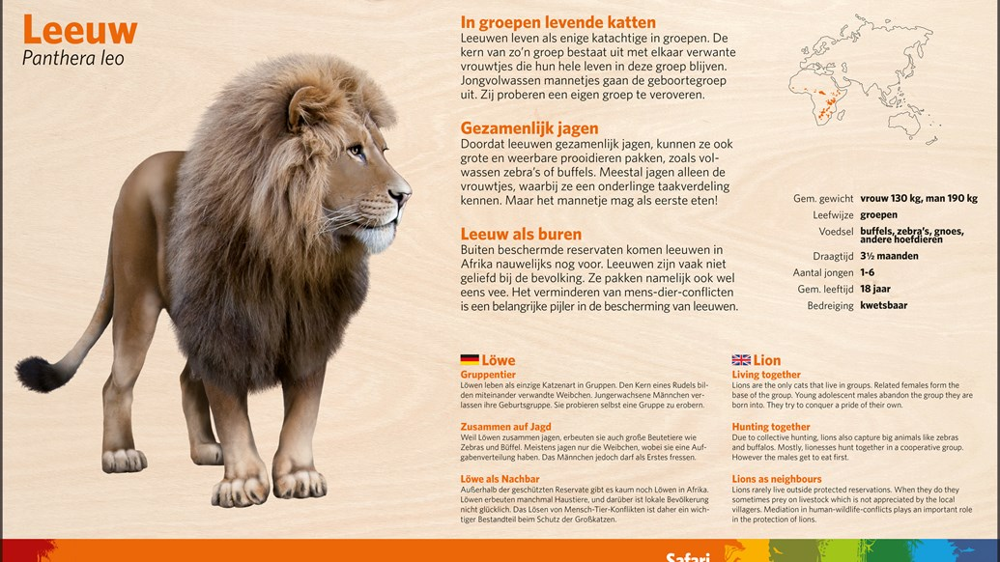 Leeuw
Panthera leo
In groepen levende katten
Leeuwen leven als enige katachtige in groepen. De
kern van zo'n groep bestaat uit met elkaar verwante
vrouwtjes die hun hele leven in deze groep blijven.
Jongvolwassen mannetjes gaan de geboortegroep
uit. Zij proberen een eigen groep te veroveren.
Gezamenlijk jagen
Doordat leeuwen gezamenlijk jagen, kunnen ze ook
grote en weerbare prooidieren pakken, zoals vol-
wassen zebra's of buffels. Meestal jagen alleen de
vrouwtjes, waarbij ze een onderlinge taakverdeling
kennen. Maar het mannetje mag als eerste eten!
Leeuw als buren
Buiten beschermde reservaten komen leeuwen in
Afrika nauwelijks nog voor. Leeuwen zijn vaak niet
geliefd bij de bevolking. Ze pakken namelijk ook wel
eens vee. Het verminderen van mens-dier-conflicten
is een belangrijke pijler in de bescherming van leeuwen.
Gem. gewicht vrouw 130 kg, man 190 kg
Leefwijze groepen
Voedsel buffels, zebra's, gnoes,
andere hoefdieren
Draagtijd 3½ maanden
Aantal jongen 1-6
Gem. leeftijd 18 jaar
Bedreiging kwetsbaar
Löwe
Gruppentier
Löwen leben als einzige Katzenart in Gruppen. Den Kern eines Rudels bil-
den miteinander verwandte Weibchen. Jungerwachsene Männchen ver-
lassen ihre Geburtsgruppe. Sie probieren selbst eine Gruppe zu erobern.
Zusammen auf Jagd
Weil Löwen zusammen jagen, erbeuten sie auch große Beutetiere wie
Zebras und Büffel. Meistens jagen nur die Weibchen, wobei sie eine Auf-
gabenverteilung haben. Das Männchen jedoch darf als Erstes fressen.
Löwe als Nachbar
Außerhalb der geschützten Reservate gibt es kaum noch Löwen in Afrika.
Löwen erbeuten manchmal Haustiere, und darüber ist lokale Bevölkerung
nicht glücklich. Das Lösen von Mensch-Tier-Konflikten ist daher ein wich-
tiger Bestandteil beim Schutz der Großkatzen.
Lion
Living together
Lions are the only cats that live in groups. Related females form the
base of the group. Young adolescent males abandon the group they are
born into. They try to conquer a pride of their own.
Hunting together
Due to collective hunting, lions also capture big animals like zebras
and buffalos. Mostly, lionesses hunt together in a cooperative group.
However the males get to eat first.
Lions as neighbours
Lions rarely live outside protected reservations. When they do they
sometimes prey on livestock which is not appreciated by the local
villagers. Mediation in human-wildlife-conflicts plays an important role
in the protection of lions.
Safari